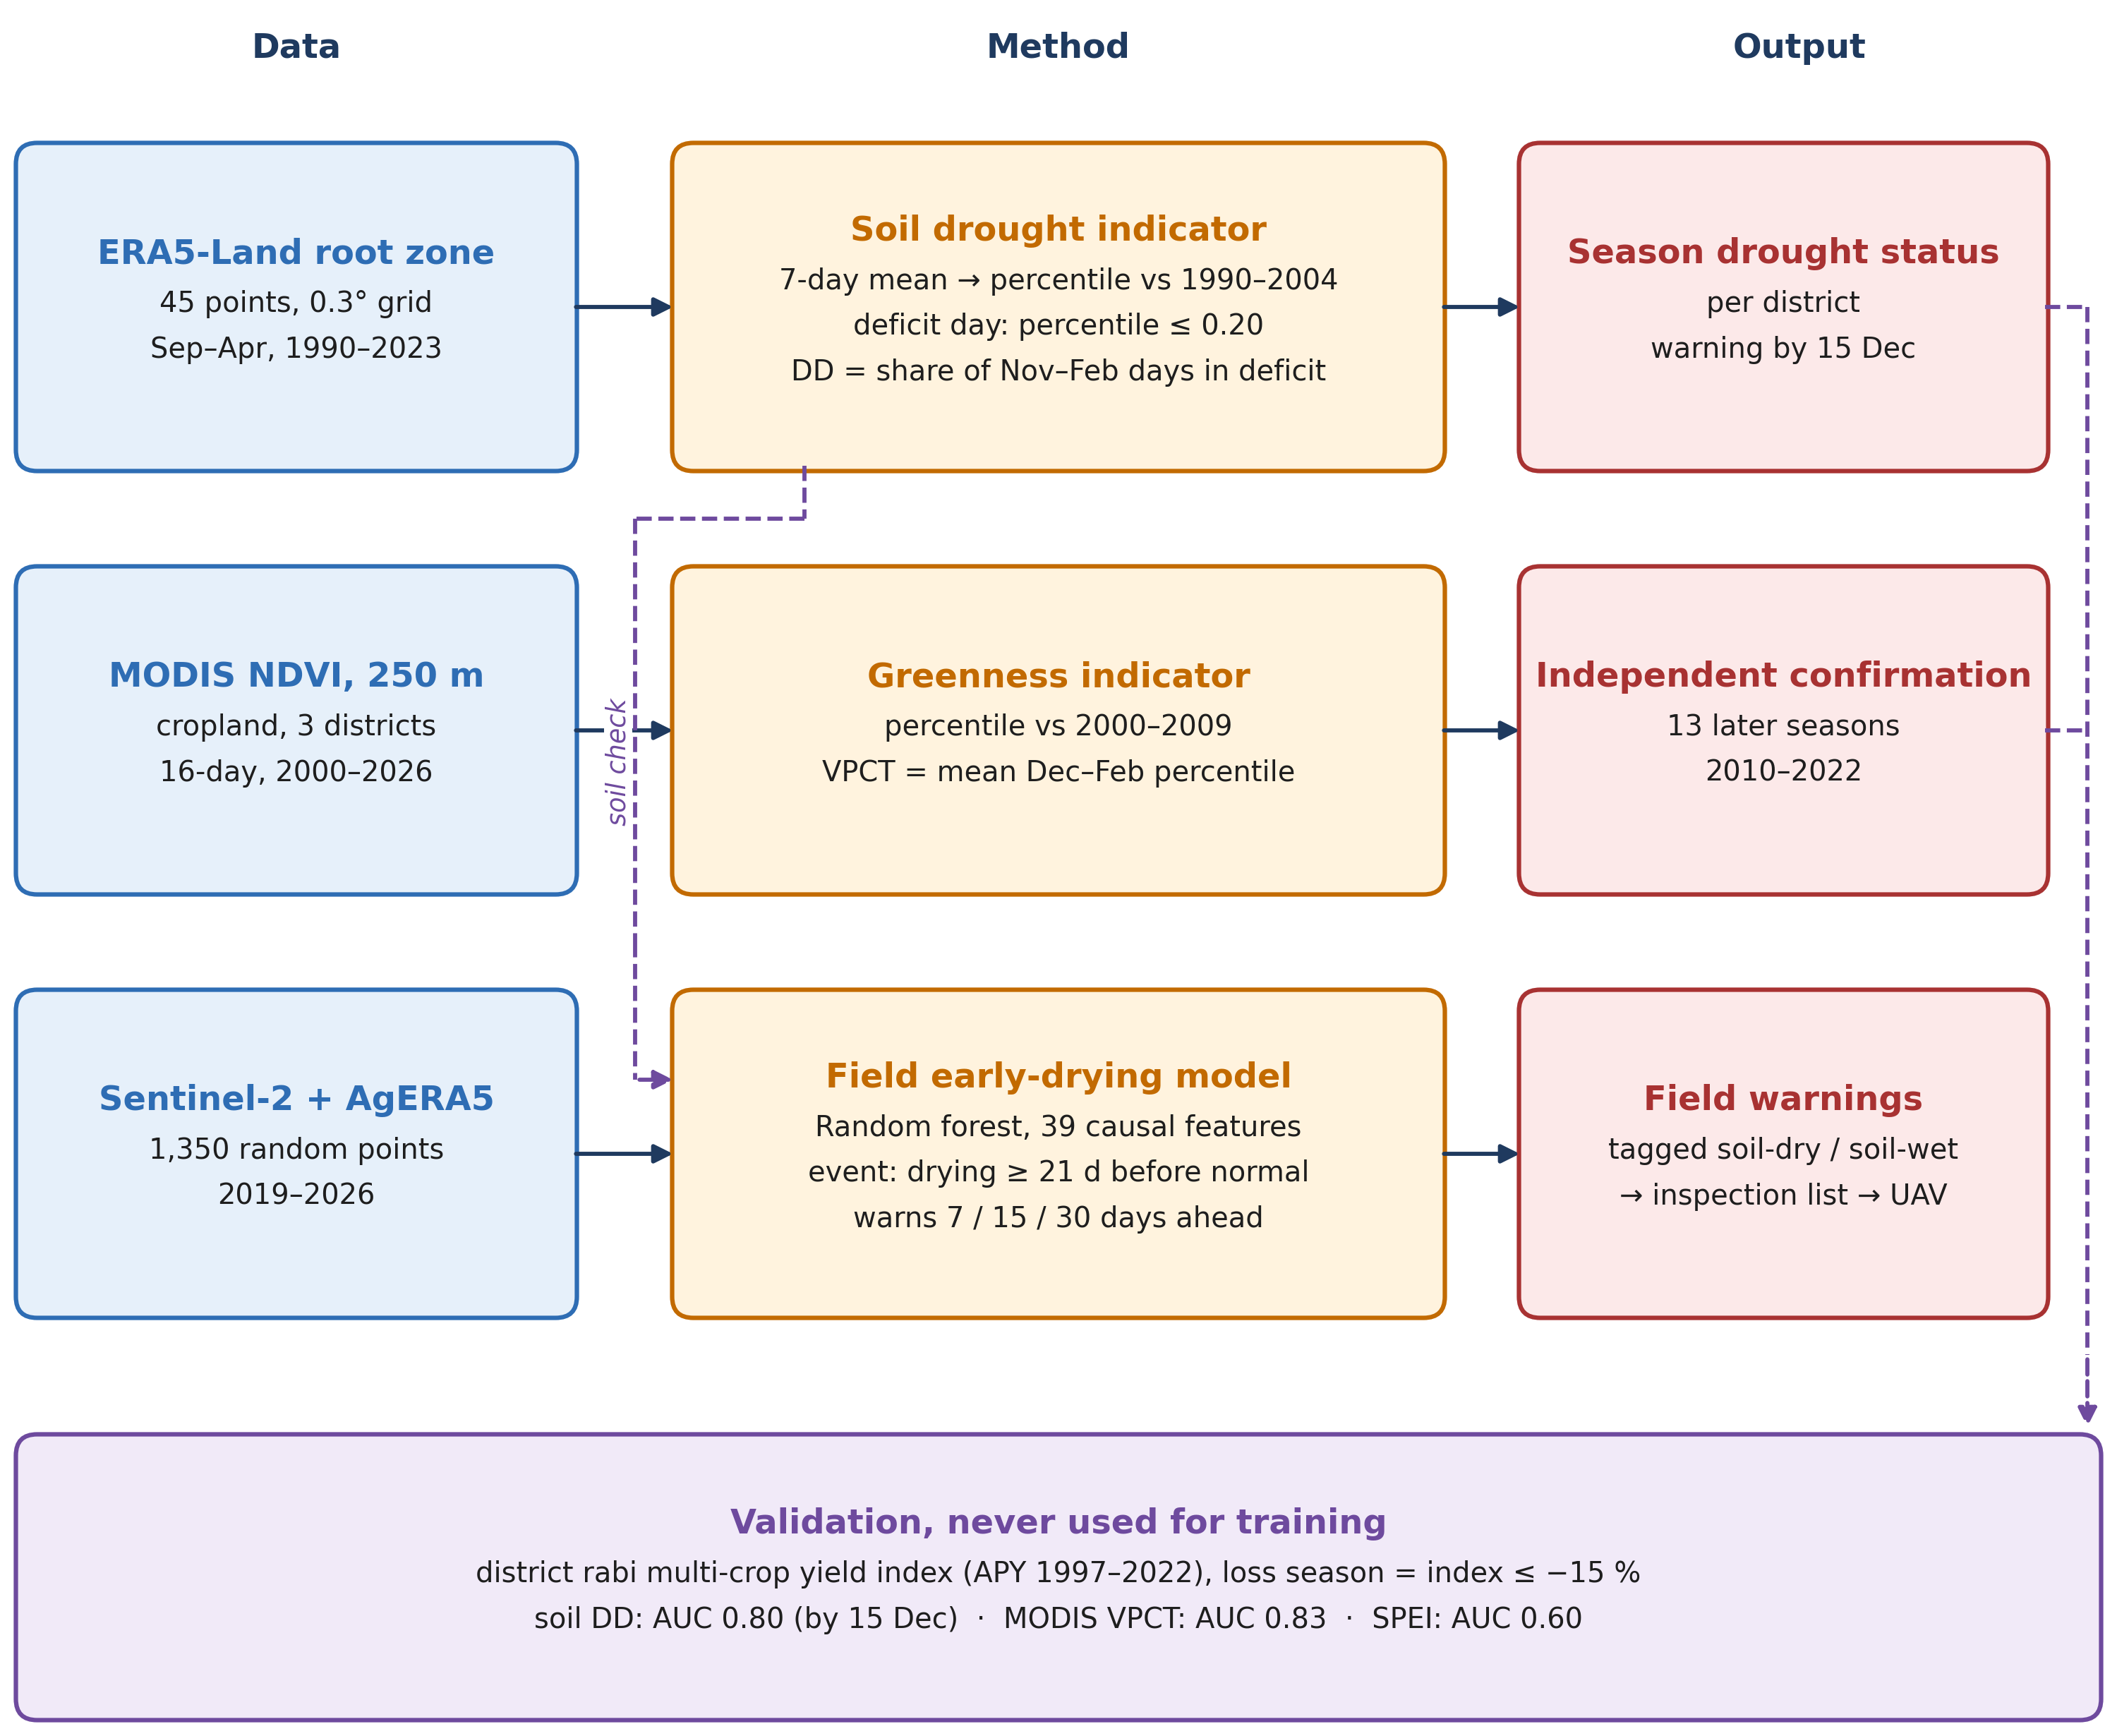 Data
Method
Output
ERA5-Land root zone
45 points, 0.3° grid
Sep–Apr, 1990–2023
Soil drought indicator
7-day mean → percentile vs 1990–2004
deficit day: percentile ≤ 0.20
DD = share of Nov–Feb days in deficit
Season drought status
per district
warning by 15 Dec
MODIS NDVI, 250 m
cropland, 3 districts
16-day, 2000–2026
soil check
Greenness indicator
percentile vs 2000–2009
VPCT = mean Dec–Feb percentile
Independent confirmation
13 later seasons
2010–2022
Sentinel-2 + AgERA5
1,350 random points
2019–2026
Field early-drying model
Random forest, 39 causal features
event: drying ≥ 21 d before normal
warns 7 / 15 / 30 days ahead
Field warnings
tagged soil-dry / soil-wet
→ inspection list → UAV
Validation, never used for training
district rabi multi-crop yield index (APY 1997–2022), loss season = index ≤ −15 %
soil DD: AUC 0.80 (by 15 Dec) · MODIS VPCT: AUC 0.83 · SPEI: AUC 0.60